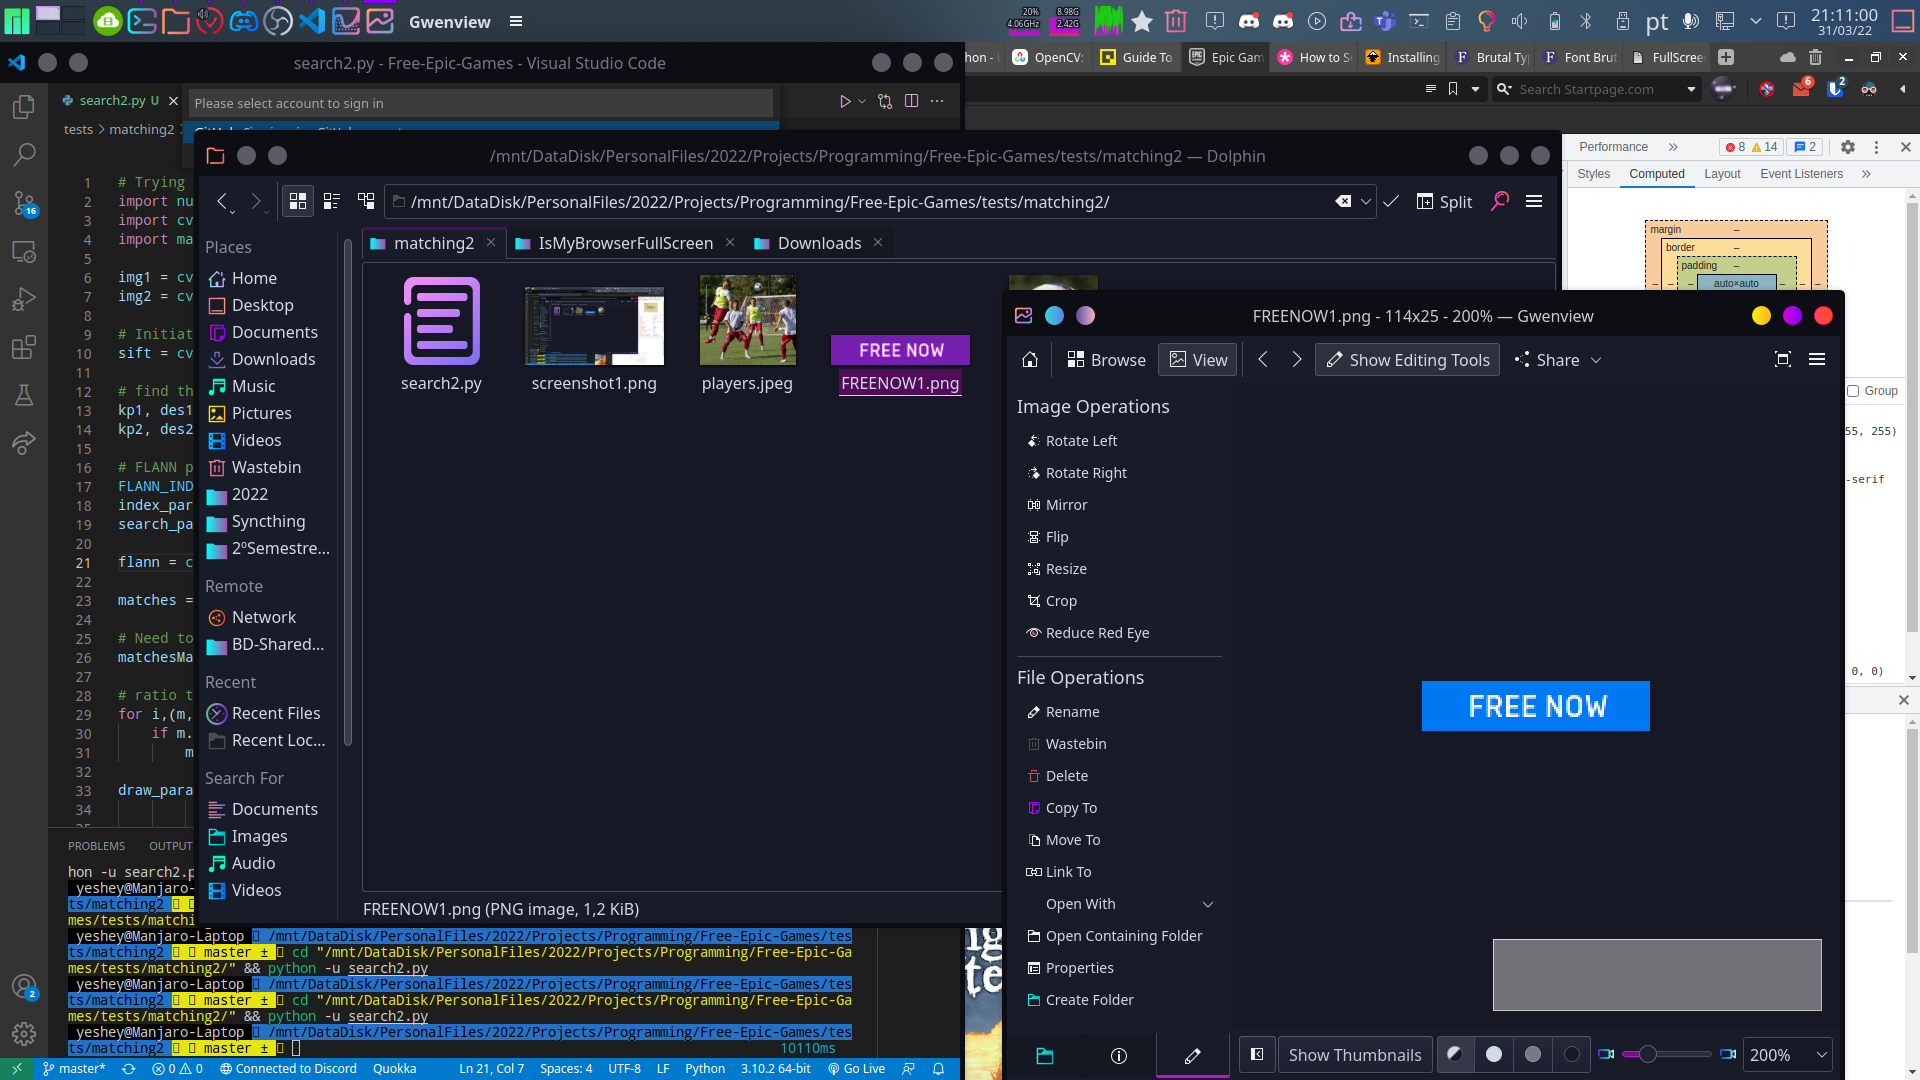 Gwenview
20%
4.06GHz
8.98G
2.42G
pt
21:11:00
31/03/22
search2.py - Free-Epic-Games - Visual Studio Code
hon -
OpenCV:
Guide To
Epic Gam
How to Se
Installing
Brutal Ty
Font Brut
FullScree
search2.py U
Please select account to sign in
Search Startpage.com
6
2
tests > matching2
/mnt/DataDisk/PersonalFiles/2022/Projects/Programming/Free-Epic-Games/tests/matching2 — Dolphin
Performance
8
14
2
Styles
Computed
Layout
Event Listeners
/mnt/DataDisk/PersonalFiles/2022/Projects/Programming/Free-Epic-Games/tests/matching2/
Split
matching2
IsMyBrowserFullScreen
Downloads
margin
border
padding
auto×auto
Places
Home
Desktop
Documents
Downloads
Music
Pictures
Videos
Wastebin
2022
Syncthing
2ºSemestre...
Remote
Network
BD-Shared...
Recent
Recent Files
Recent Loc...
Search For
Documents
Images
Audio
Videos
search2.py
screenshot1.png
players.jpeg
FREE NOW
FREENOW1.png
FREENOW1.png (PNG image, 1,2 KiB)
16
1 # Trying
2 import nu
3 import cv
4 import ma
5
6 img1 = cv
7 img2 = cv
8
9 # Initiat
10 sift = cv
11
12 # find th
13 kp1, des1
14 kp2, des2
15
16 # FLANN p
17 FLANN_IND
18 index_par
19 search_pa
20
21 flann = c
22
23 matches =
24
25 # Need to
26 matchesMa
27
28 # ratio t
29 for i,(m,
30 if m.
31 m
32
33 draw_para
34
FREENOW1.png - 114x25 - 200% — Gwenview
Browse
View
Show Editing Tools
Share
Image Operations
Rotate Left
Rotate Right
Mirror
Flip
Resize
Crop
Reduce Red Eye
File Operations
Rename
Wastebin
Delete
Copy To
Move To
Link To
Open With
Open Containing Folder
Properties
Create Folder
FREE NOW
Show Thumbnails
200%
Group
55, 255)
-serif
0, 0)
PROBLEMS
OUTPUT
hon -u search2.p
yeshey@Manjaro-
ts/matching2
mes/tests/matchi
yeshey@Manjaro-Laptop /mnt/DataDisk/PersonalFiles/2022/Projects/Programming/Free-Epic-Games/tes
ts/matching2 master ± cd "/mnt/DataDisk/PersonalFiles/2022/Projects/Programming/Free-Epic-Ga
mes/tests/matching2/" && python -u search2.py
yeshey@Manjaro-Laptop /mnt/DataDisk/PersonalFiles/2022/Projects/Programming/Free-Epic-Games/tes
ts/matching2 master ± cd "/mnt/DataDisk/PersonalFiles/2022/Projects/Programming/Free-Epic-Ga
mes/tests/matching2/" && python -u search2.py
yeshey@Manjaro-Laptop /mnt/DataDisk/PersonalFiles/2022/Projects/Programming/Free-Epic-Games/tes
ts/matching2 master ±
10110ms
2
master*
0
0
Connected to Discord
Quokka
Ln 21, Col 7
Spaces: 4
UTF-8
LF
Python
3.10.2 64-bit
Go Live